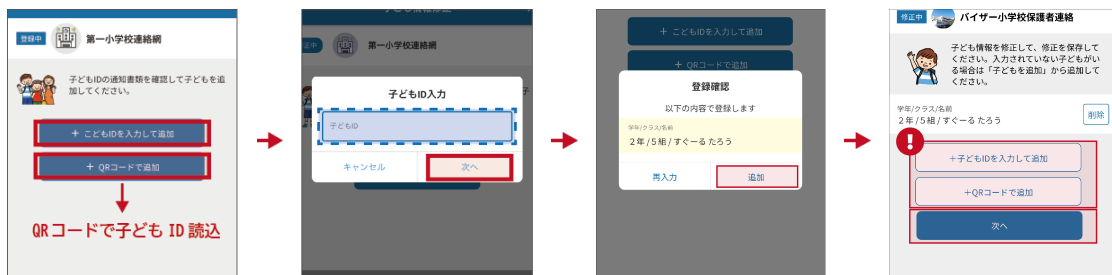 登録中
第一小学校連絡網
子どもIDの通知書類を確認して子どもを追
加してください。
+ こどもIDを入力して追加
+ QRコードで追加
QRコードで子ども ID 読込
子ども情報修正
正中
第一小学校連絡網
子どもID入力
子どもID
キャンセル
次へ
+ こどもIDを入力して追加
+ QRコードで追加
登録確認
以下の内容で登録します
学年/クラス/名前
2年/5組/すぐーる たろう
再入力
追加
修正中
バイザー小学校保護者連絡
子ども情報を修正して、修正を保存して
ください。入力されていない子どもがい
る場合は「子どもを追加」から追加して
ください。
学年/クラス/名前
2年/5組/すぐーる たろう
削除
!
+子どもIDを入力して追加
+QRコードで追加
次へ